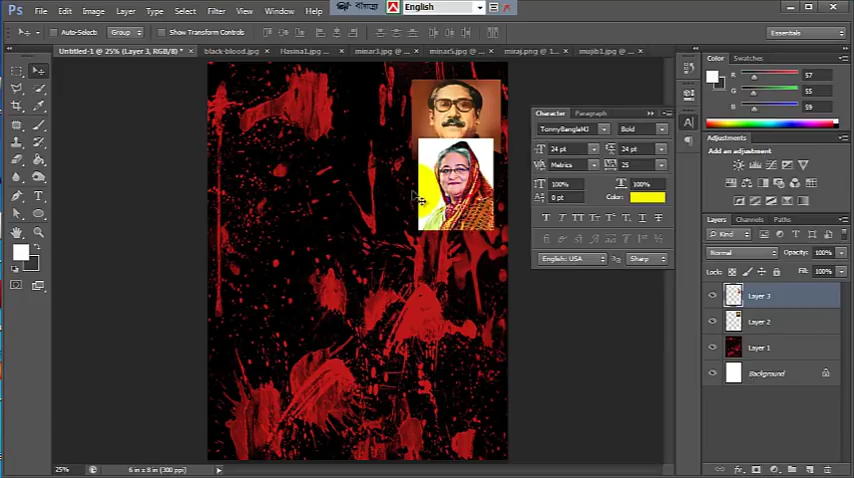 Ps File Edit Image Layer Type Select Filter View Window Help
English
Auto-Select: Group Show Transform Controls Essentials
Untitled-1 @ 25% (Layer 3, RGB/8) * × black-blood.jpg × Hasina1.jpg ... × minar3.jpg @ ... × minar5.jpg @ ... × miraj.png @ 1... × mujib1.jpg @ ... ×
Color Swatches
R 57
G 65
B 59
Character Paragraph
TonnyBanglaMJ Bold
24 pt 24 pt
Metrics 25
100% 100%
0 pt Color:
English: USA Sharp
Adjustments
Add an adjustment
Layers Channels Paths
Kind
Normal Opacity: 100%
Lock: Fill: 100%
Layer 3
Layer 2
Layer 1
Background
25% 6 in x 8 in (300 ppi)